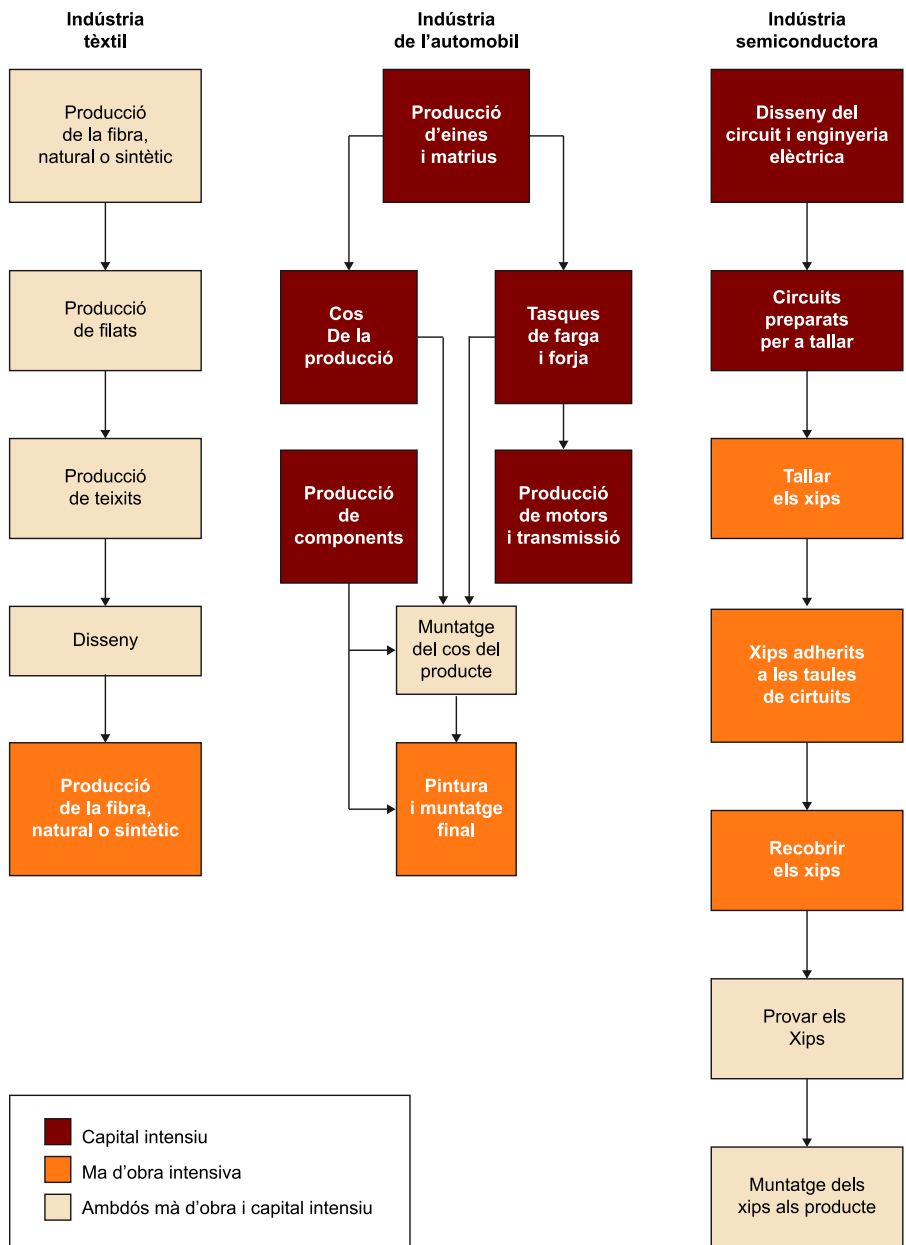 Indústria
tèxtil
Producció
de la fibra,
natural o sintètic
Producció
de filats
Producció
de teixits
Disseny
Producció
de la fibra,
natural o sintètic
Indústria
de l'automobil
Producció
d'eines
i matrius
Cos
De la
producció
Tasques
de farga
i forja
Producció
de
components
Producció
de motors
i transmissió
Muntatge
del cos del
producte
Pintura
i muntatge
final
Indústria
semiconductora
Disseny del
circuit i enginyeria
elèctrica
Circuits
preparats
per a tallar
Tallar
els xips
Xips adherits
a les taules
de cirtuits
Recobrir
els xips
Provar els
Xips
Muntatge dels
xips als producte
Capital intensiu
Ma d'obra intensiva
Ambdós mà d'obra i capital intensiu